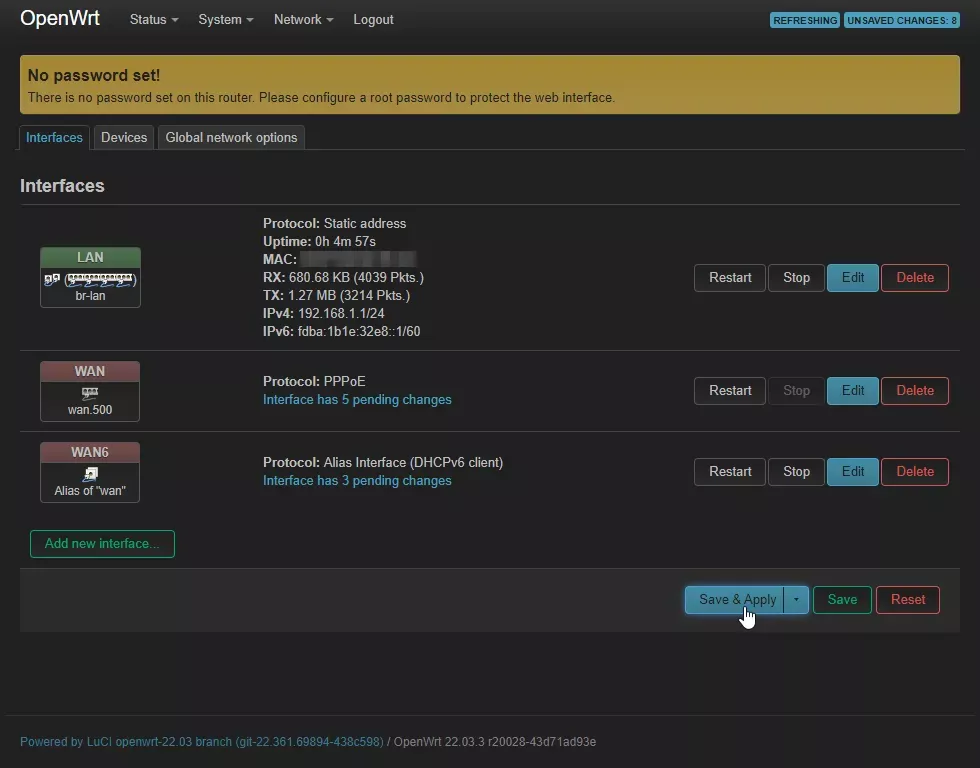 OpenWrt Status System Network Logout REFRESHING UNSAVED CHANGES: 8
No password set!
There is no password set on this router. Please configure a root password to protect the web interface.
Interfaces Devices Global network options
Interfaces
LAN
br-lan
Protocol: Static address
Uptime: 0h 4m 57s
MAC:
RX: 680.68 KB (4039 Pkts.)
TX: 1.27 MB (3214 Pkts.)
IPv4: 192.168.1.1/24
IPv6: fdba:1b1e:32e8::1/60
Restart Stop Edit Delete
WAN
wan.500
Protocol: PPPoE
Interface has 5 pending changes
Restart Stop Edit Delete
WAN6
Alias of "wan"
Protocol: Alias Interface (DHCPv6 client)
Interface has 3 pending changes
Restart Stop Edit Delete
Add new interface...
Save & Apply Save Reset
Powered by LuCI openwrt-22.03 branch (git-22.361.69894-438c598) / OpenWrt 22.03.3 r20028-43d71ad93e